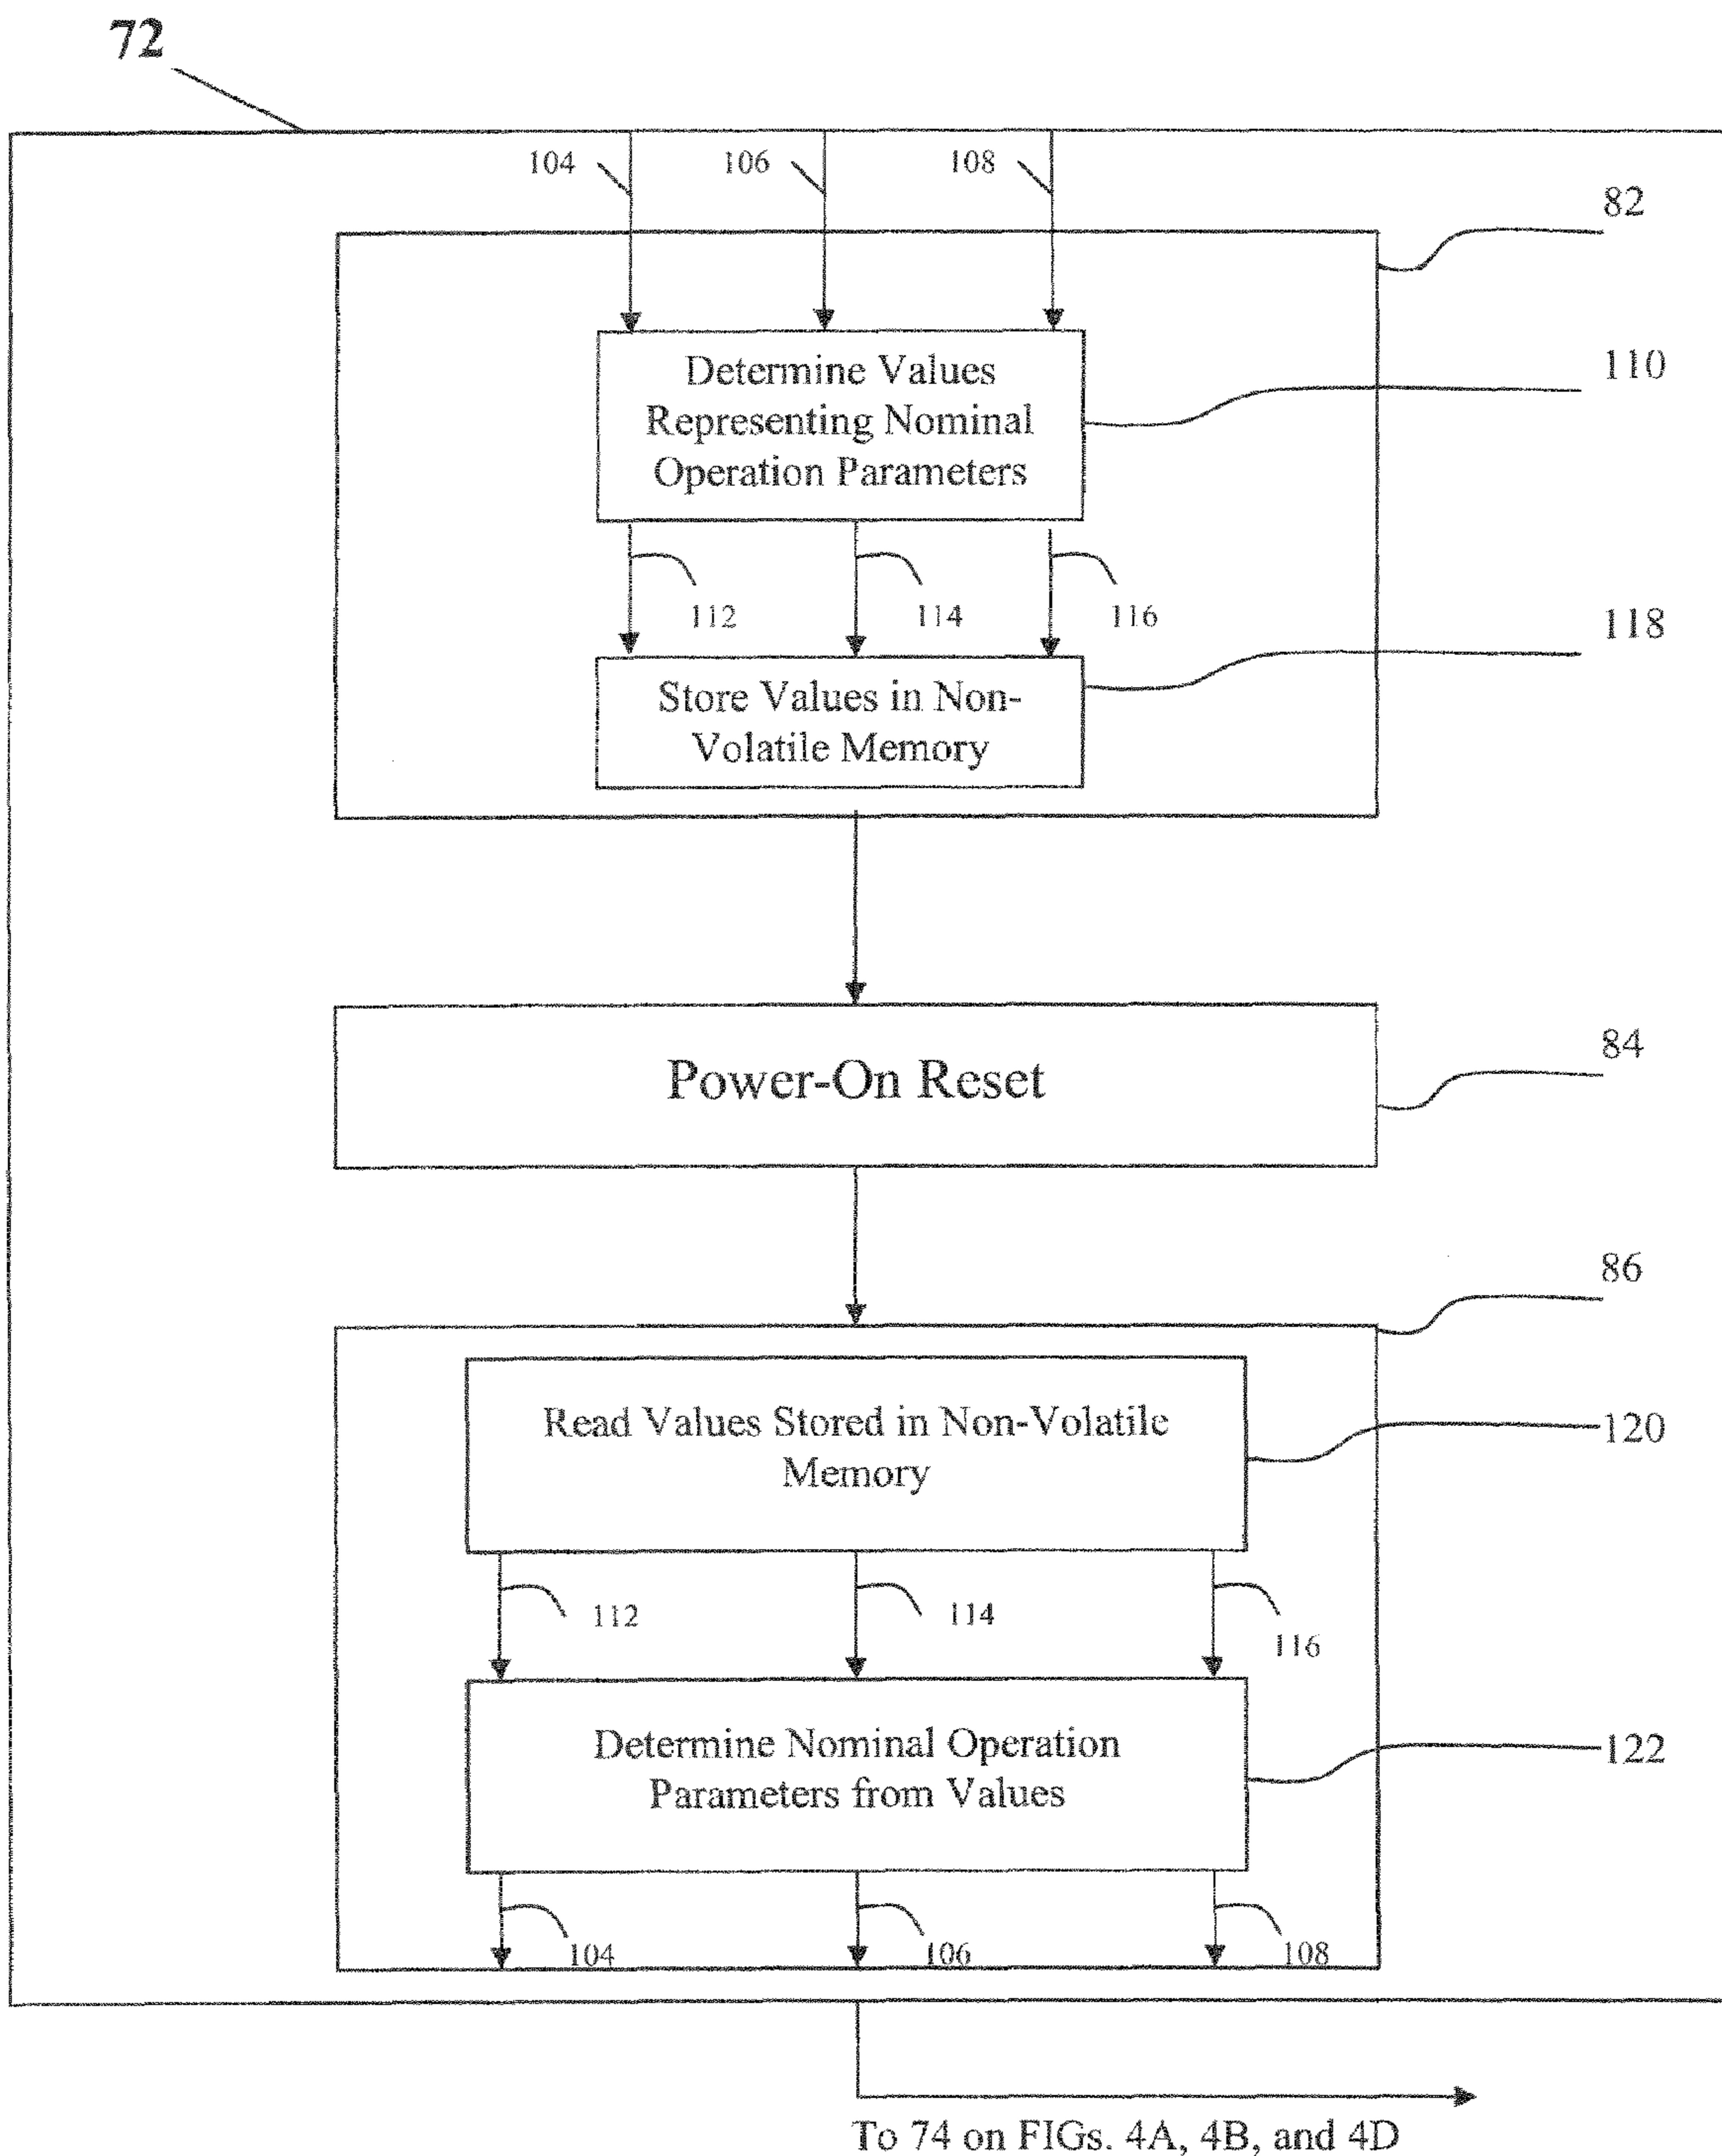 72
104 106 108
82
Determine Values
Representing Nominal
Operation Parameters
110
112 114 116
118
Store Values in Non-
Volatile Memory
Power-On Reset
84
86
Read Values Stored in Non-Volatile
Memory
120
112 114 116
Determine Nominal Operation
Parameters from Values
122
104 106 108
To 74 on FIGs. 4A, 4B, and 4D